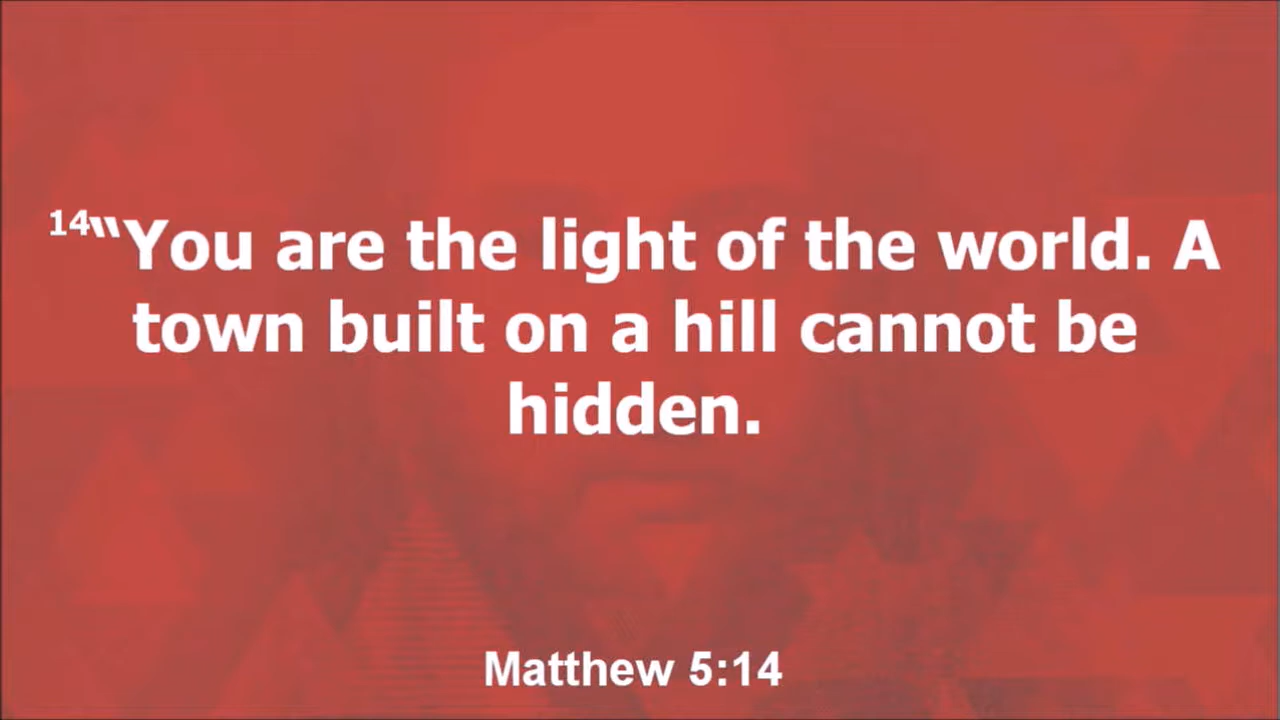 14“You are the light of the world. A
town built on a hill cannot be
hidden.
Matthew 5:14